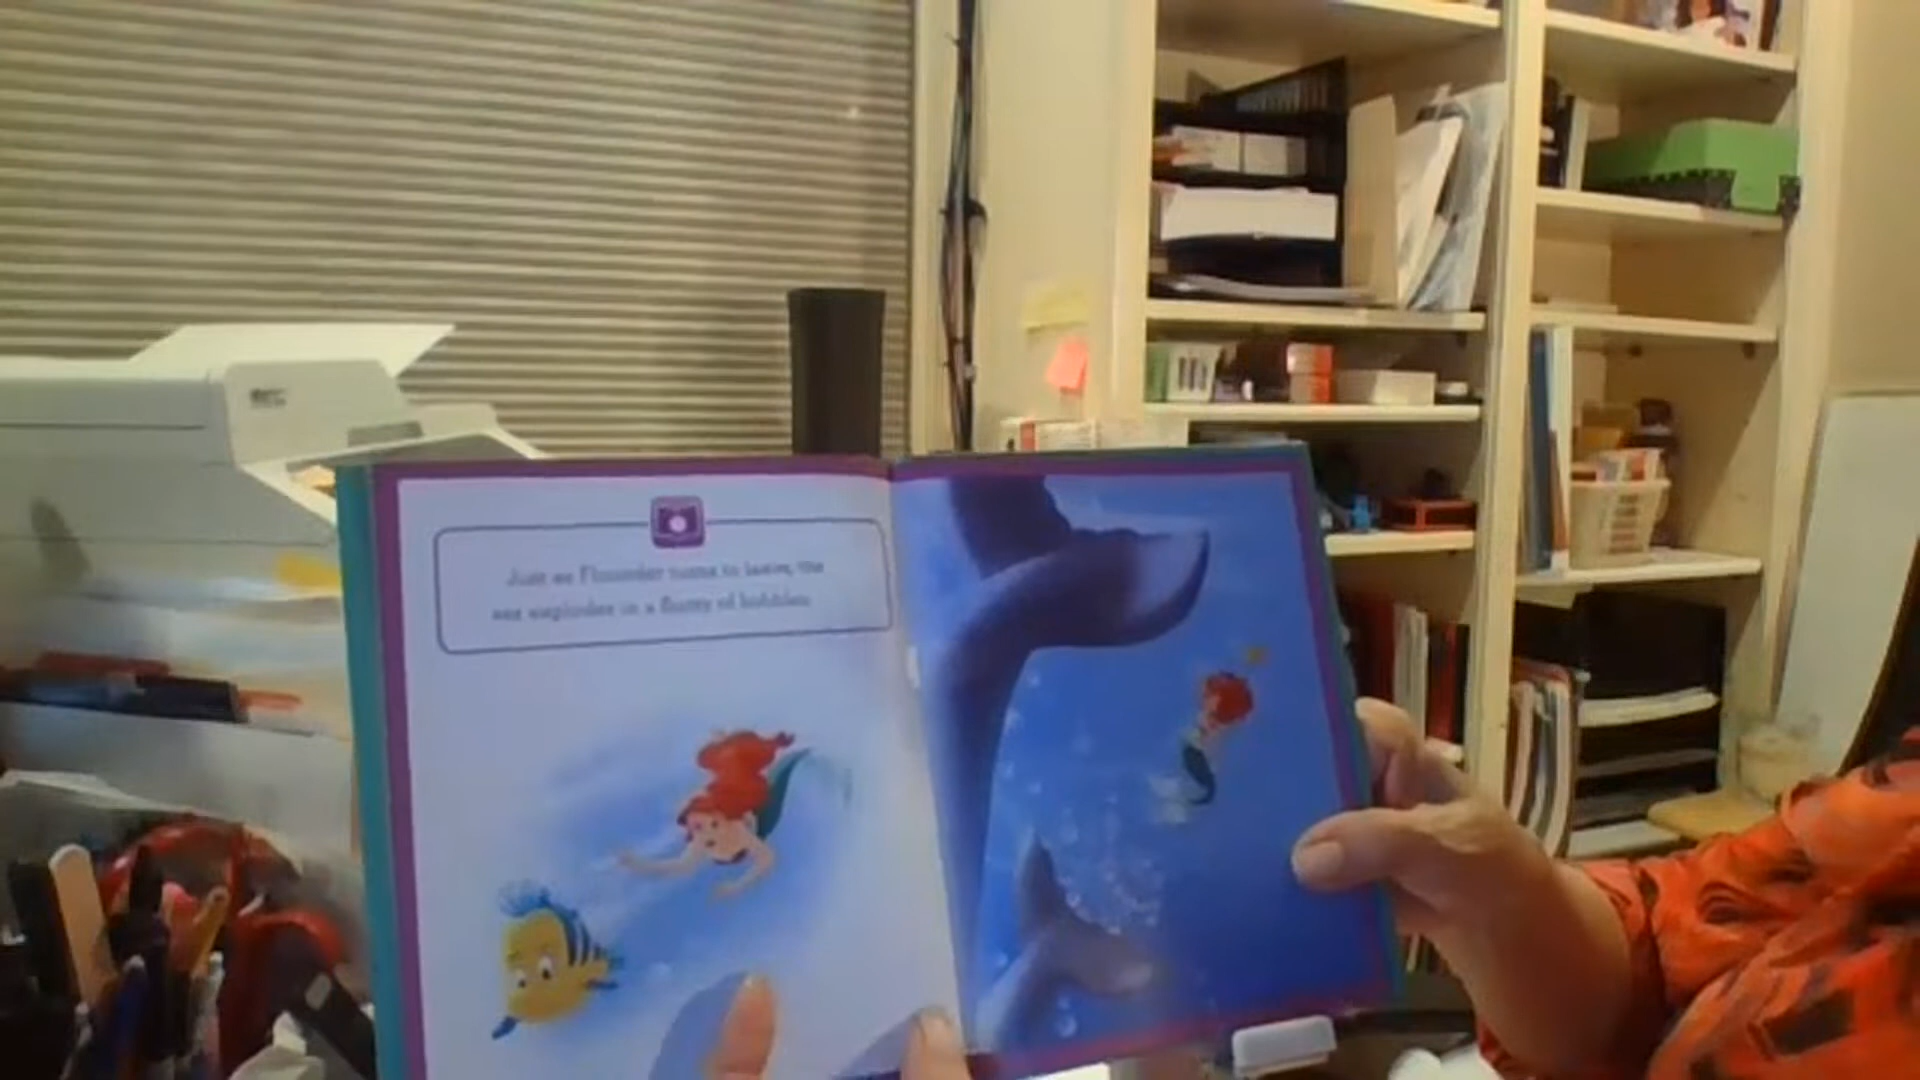 Just as Flounder turns to leave, the
sea explodes in a flurry of bubbles.